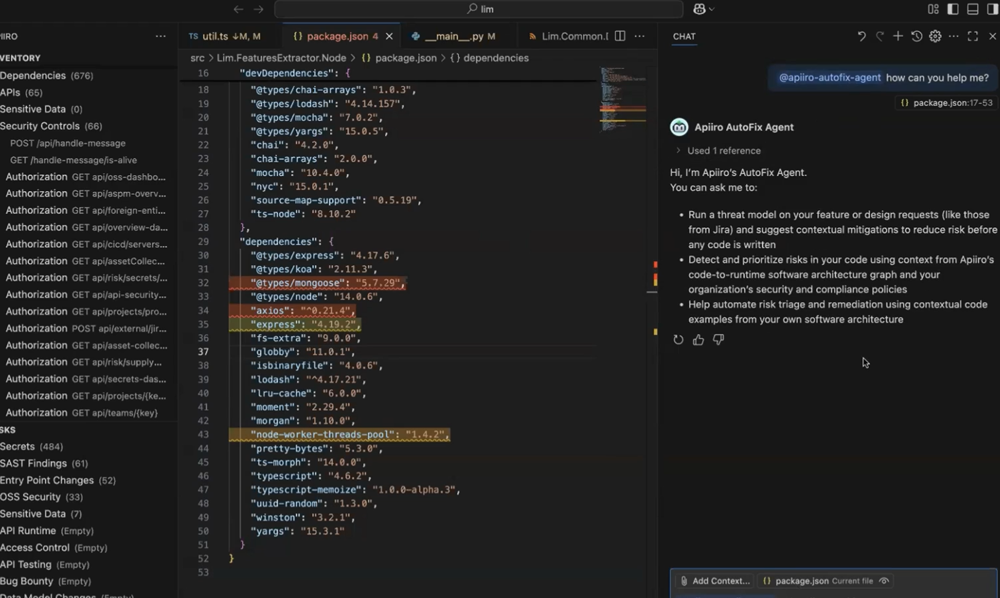 lim
IIRO
TS util.ts ↓M, M
{} package.json 4
__main__.py M
Lim.Common.
CHAT
VENTORY
Dependencies (676)
APIs (65)
Sensitive Data (0)
Security Controls (66)
POST /api/handle-message
GET /handle-message/is-alive
Authorization GET api/oss-dashbo...
Authorization GET api/aspm-overv...
Authorization GET api/foreign-enti...
Authorization GET api/overview-da...
Authorization GET api/cicd/servers...
Authorization GET api/assetCollec...
Authorization GET api/risk/secrets/...
Authorization GET api/api-security...
Authorization GET api/projects/pro...
Authorization POST api/external/jir...
Authorization GET api/asset-collec...
Authorization GET api/risk/supply...
Authorization GET api/secrets-das...
Authorization GET api/projects/{ke...
Authorization GET api/teams/{key}
SKS
Secrets (484)
SAST Findings (61)
Entry Point Changes (52)
OSS Security (33)
Sensitive Data (7)
API Runtime (Empty)
Access Control (Empty)
API Testing (Empty)
Bug Bounty (Empty)
Data Model Changes (Empty)
src > Lim.FeaturesExtractor.Node > {} package.json > {} dependencies
16 "devDependencies": {
18 "@types/chai-arrays": "1.0.3",
19 "@types/lodash": "4.14.157",
20 "@types/mocha": "7.0.2",
21 "@types/yargs": "15.0.5",
22 "chai": "4.2.0",
23 "chai-arrays": "2.0.0",
24 "mocha": "10.4.0",
25 "nyc": "15.0.1",
26 "source-map-support": "0.5.19",
27 "ts-node": "8.10.2"
28 },
29 "dependencies": {
30 "@types/express": "4.17.6",
31 "@types/koa": "2.11.3",
32 "@types/mongoose": "5.7.29",
33 "@types/node": "14.0.6",
34 "axios": "^0.21.4",
35 "express": "4.19.2",
36 "fs-extra": "9.0.0",
37 "globby": "11.0.1",
38 "isbinaryfile": "4.0.6",
39 "lodash": "^4.17.21",
40 "lru-cache": "6.0.0",
41 "moment": "2.29.4",
42 "morgan": "1.10.0",
43 "node-worker-threads-pool": "1.4.2",
44 "pretty-bytes": "5.3.0",
45 "ts-morph": "14.0.0",
46 "typescript": "4.6.2",
47 "typescript-memoize": "1.0.0-alpha.3",
48 "uuid-random": "1.3.0",
49 "winston": "3.2.1",
50 "yargs": "15.3.1"
51 }
52 }
53
@apiiro-autofix-agent how can you help me?
{} package.json:17-53
Apiiro AutoFix Agent
> Used 1 reference
Hi, I’m Apiiro’s AutoFix Agent.
You can ask me to:
• Run a threat model on your feature or design requests (like those
from Jira) and suggest contextual mitigations to reduce risk before
any code is written
• Detect and prioritize risks in your code using context from Apiiro’s
code-to-runtime software architecture graph and your
organization’s security and compliance policies
• Help automate risk triage and remediation using contextual code
examples from your own software architecture
Add Context...
{} package.json Current file